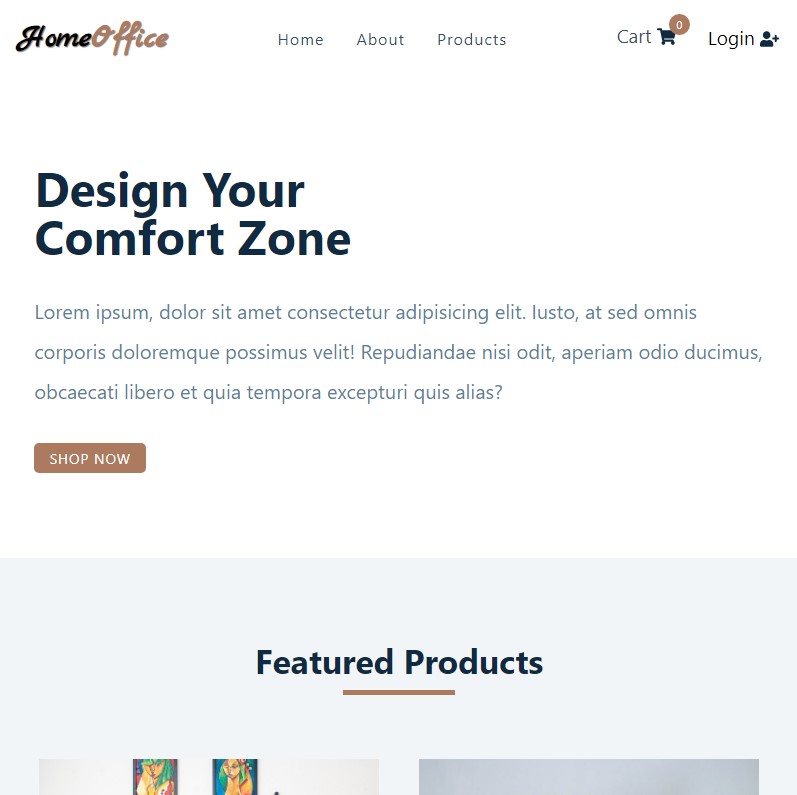 HomeOffice
Home
About
Products
Cart
0
Login
Design Your
Comfort Zone
Lorem ipsum, dolor sit amet consectetur adipisicing elit. Iusto, at sed omnis
corporis doloremque possimus velit! Repudiandae nisi odit, aperiam odio ducimus,
obcaecati libero et quia tempora excepturi quis alias?
SHOP NOW
Featured Products